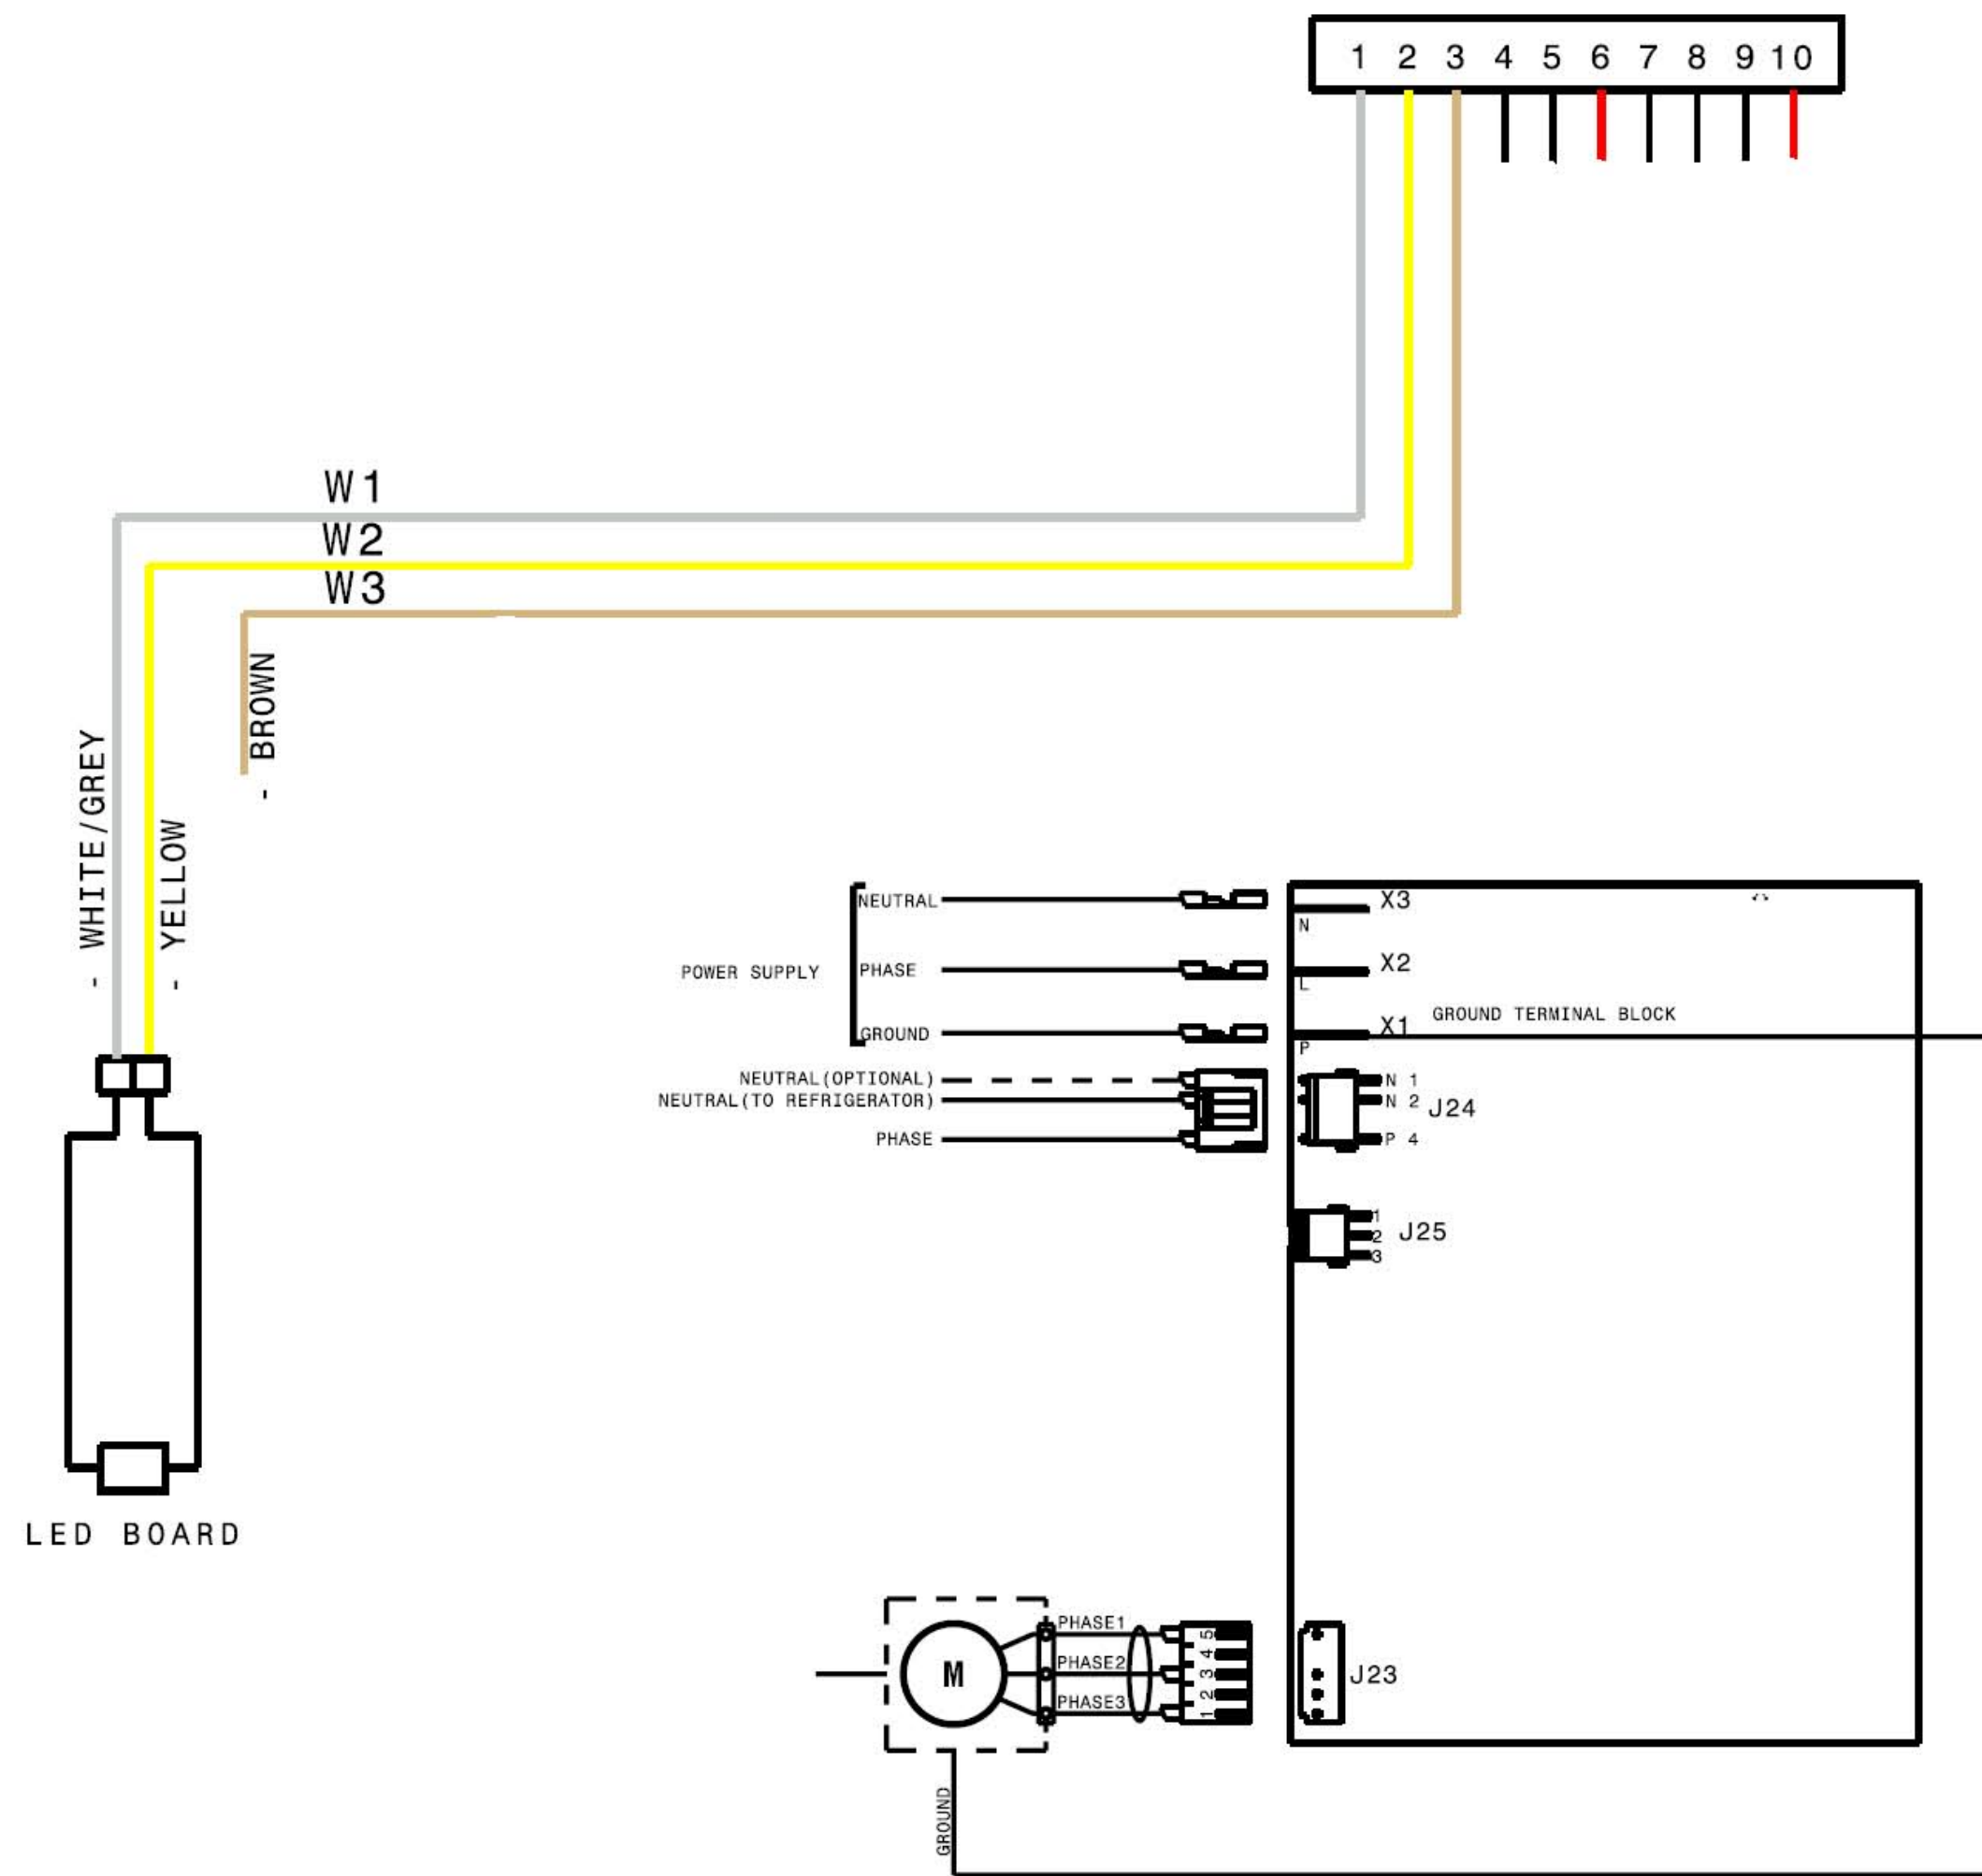 1 2 3 4 5 6 7 8 9 10
W1
W2
W3
- BROWN
- WHITE/GREY
- YELLOW
LED BOARD
POWER SUPPLY
NEUTRAL
PHASE
GROUND
NEUTRAL(OPTIONAL)
NEUTRAL(TO REFRIGERATOR)
PHASE
X3
N
X2
L
X1
P
GROUND TERMINAL BLOCK
N 1
N 2
P 4
J24
1
2
3
J25
M
PHASE1
PHASE2
PHASE3
5
4
3
2
1
J23
GROUND